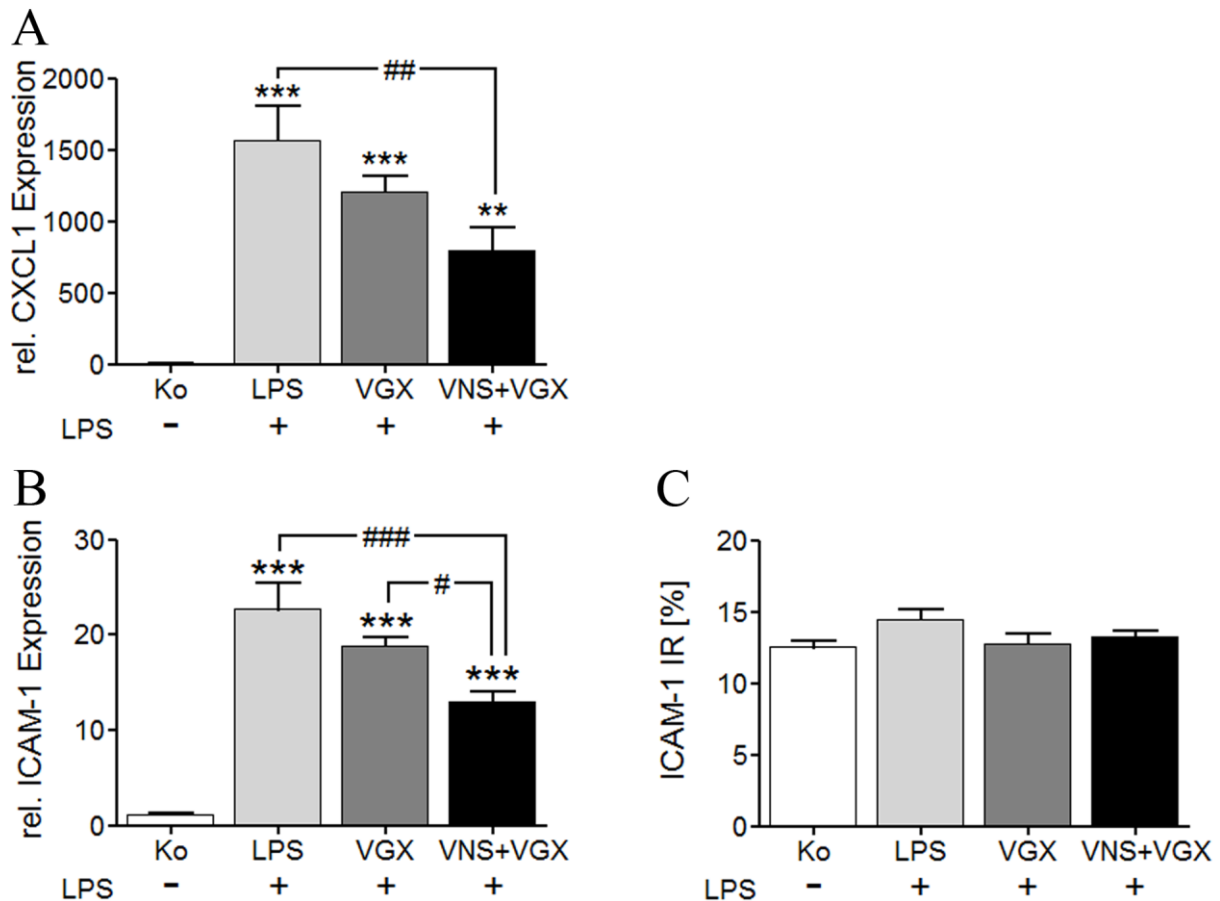 A
rel. CXCL1 Expression
2000
1500
1000
500
0
***
***
**
##
Ko LPS VGX VNS+VGX
LPS - + + +
B
rel. ICAM-1 Expression
30
20
10
0
###
***
#
***
***
Ko LPS VGX VNS+VGX
LPS - + + +
C
ICAM-1 IR [%]
20
15
10
5
0
Ko LPS VGX VNS+VGX
LPS - + + +